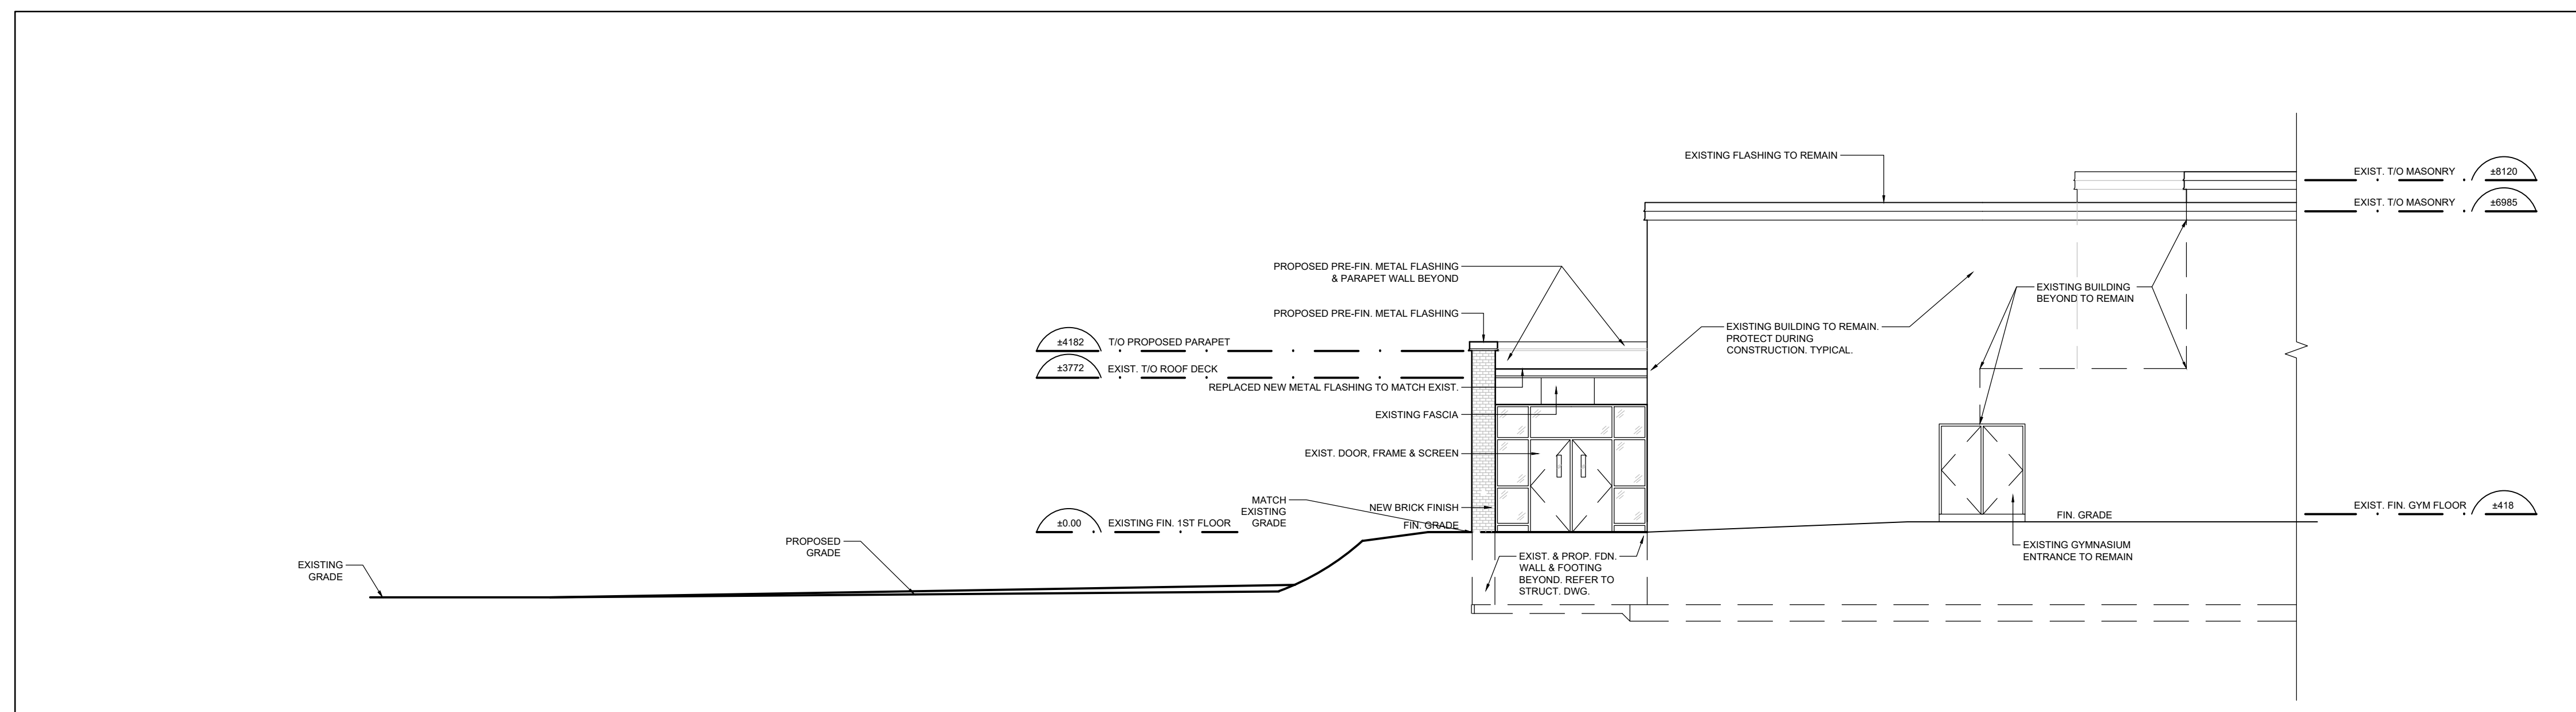 EXISTING FLASHING TO REMAIN
EXIST. T/O MASONRY
±8120
EXIST. T/O MASONRY
±6985
PROPOSED PRE-FIN. METAL FLASHING
& PARAPET WALL BEYOND
EXISTING BUILDING
BEYOND TO REMAIN
PROPOSED PRE-FIN. METAL FLASHING
EXISTING BUILDING TO REMAIN.
PROTECT DURING
CONSTRUCTION. TYPICAL.
±4182
T/O PROPOSED PARAPET
±3772
EXIST. T/O ROOF DECK
REPLACED NEW METAL FLASHING TO MATCH EXIST.
EXISTING FASCIA
EXIST. DOOR, FRAME & SCREEN
MATCH
EXISTING
GRADE
NEW BRICK FINISH
FIN. GRADE
±0.00
EXISTING FIN. 1ST FLOOR
EXIST. FIN. GYM FLOOR
±418
FIN. GRADE
PROPOSED
GRADE
EXISTING
GRADE
EXIST. & PROP. FDN.
WALL & FOOTING
BEYOND. REFER TO
STRUCT. DWG.
EXISTING GYMNASIUM
ENTRANCE TO REMAIN